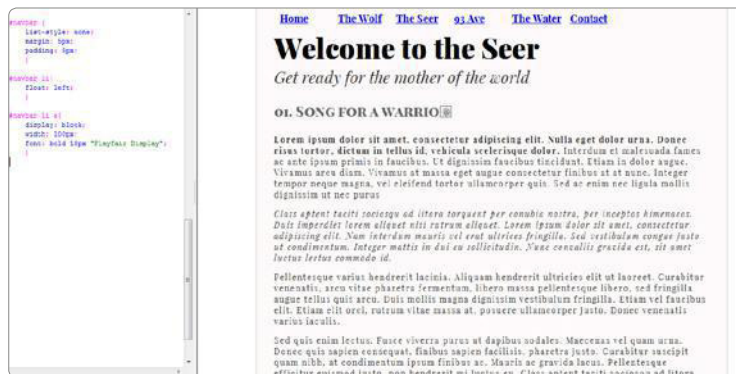 #navbar {
list-style: none;
margin: 5px;
padding: 5px;
}
#navbar li{
float: left;
}
#navbar li a{
display: block;
width: 100px;
font: bold 18px "Playfair Display";
}
Home The Wolf The Seer 93 Ave The Water Contact
Welcome to the Seer
Get ready for the mother of the world
01. SONG FOR A WARRIO
Lorem ipsum dolor sit amet, consectetur adipiscing elit. Nulla eget dolor urna. Donec
risus tortor, dictum in tellus id, vehicula scelerisque dolor. Interdum et malesuada fames
ac ante ipsum primis in faucibus. Ut dignissim faucibus tincidunt. Etiam in dolor augue.
Vivamus arcu diam. Vivamus at massa eget augue consectetur finibus at at nunc. Integer
tempor neque magna, vel eleifend tortor ullamcorper quis. Sed ac enim nec ligula mollis
dignissim ut nec purus
Class aptent taciti sociosqu ad litora torquent per conubia nostra, per inceptos himenaeos.
Duis imperdiet lorem aliquet nisi rutrum aliquet. Lorem ipsum dolor sit amet, consectetur
adipiscing elit. Nam interdum mauris vel erat ultrices fringilla. Sed vestibulum congue justo
ut condimentum. Integer mattis in dui eu sollicitudin. Nunc convallis gravida est, sit amet
luctus lectus commodo id.
Pellentesque varius hendrerit lacinia. Aliquam hendrerit ultricies elit ut laoreet. Curabitur
venenatis, arcu vitae pharetra fermentum, libero massa pellentesque libero, sed fringilla
augue tellus quis arcu. Duis mollis magna dignissim vestibulum fringilla. Etiam vel faucibus
elit. Etiam elit orci, rutrum vitae massa at, posuere ullamcorper justo. Donec venenatis
varius iaculis.
Sed quis enim lectus. Fusce viverra purus ut dapibus sodales. Maecenas vel quam urna.
Donec quis sapien consequat, finibus sapien facilisis, pharetra justo. Curabitur suscipit
quam nibh, at condimentum ipsum finibus ac. Mauris ac gravida lacus. Pellentesque